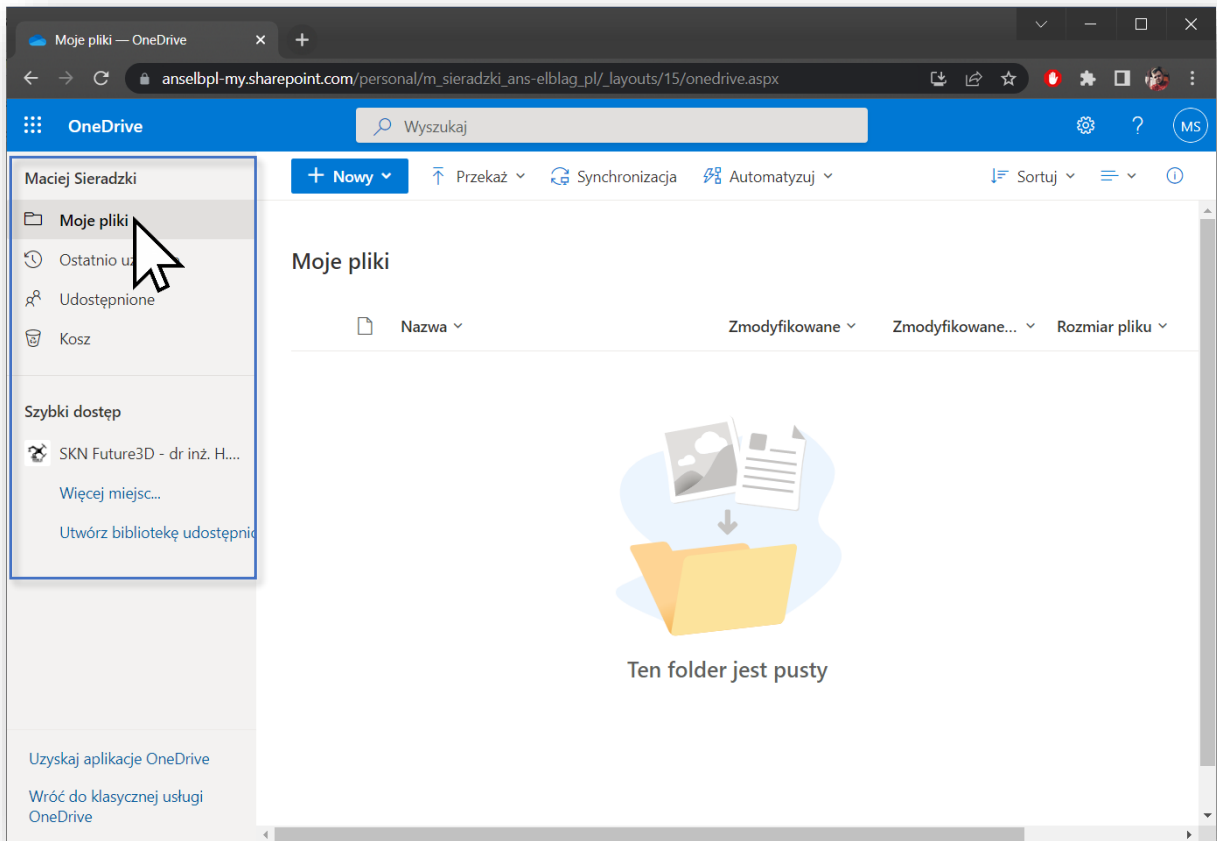 Moje pliki — OneDrive
anselbpl-my.sharepoint.com/personal/m_sieradzki_ans-elblag_pl/_layouts/15/onedrive.aspx
OneDrive
Wyszukaj
MS
Maciej Sieradzki
Moje pliki
Ostatnio
Udostępnione
Kosz
Szybki dostęp
SKN Future3D - dr inż. H....
Więcej miejsc...
Utwórz bibliotekę
Uzyskaj aplikacje OneDrive
Wróć do klasycznej usługi
OneDrive
Nowy
Przekaż
Synchronizacja
Automatyzuj
Sortuj
Moje pliki
Nazwa
Zmodyfikowane
Zmodyfikowane...
Rozmiar pliku
Ten folder jest pusty